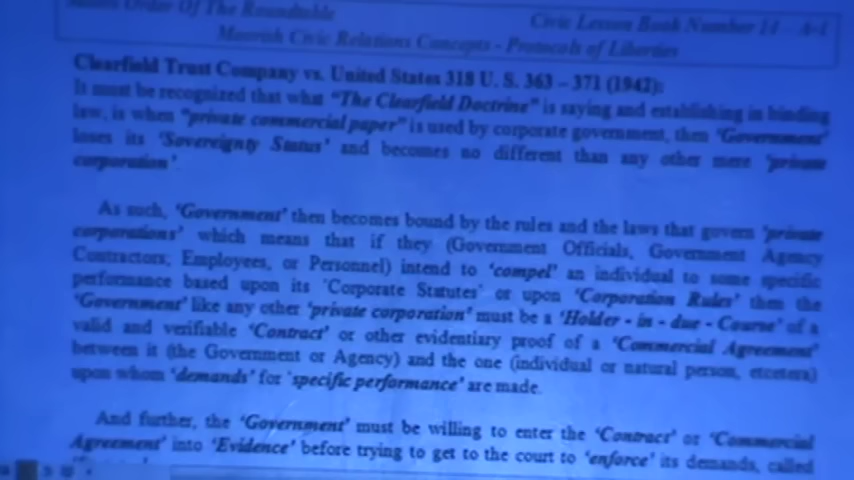 Order Of The Roundtable
Civic Lesson Book Number
Moorish Civic Relations Concepts - Protocols of Liberties
Clearfield Trust Company vs. United States 318 U. S. 363 – 371 (1942):
It must be recognized that what "The Clearfield Doctrine" is saying and establishing in binding
law, is when "private commercial paper" is used by corporate government, then 'Government'
loses its 'Sovereignty Status' and becomes no different than any other mere 'private
corporation'.
As such, 'Government' then becomes bound by the rules and the laws that govern 'private
corporations' which means that if they (Government Officials, Government Agency
Contractors, Employees, or Personnel) intend to 'compel' an individual to some specific
performance based upon its 'Corporate Statutes' or upon 'Corporation Rules' then the
'Government' like any other 'private corporation' must be a 'Holder - in - due - Course' of a
valid and verifiable 'Contract' or other evidentiary proof of a 'Commercial Agreement'
between it (the Government or Agency) and the one (individual or natural person, etcetera)
upon whom 'demands' for 'specific performance' are made.
And further, the 'Government' must be willing to enter the 'Contract' or 'Commercial
Agreement' into 'Evidence' before trying to get to the court to 'enforce' its demands, called